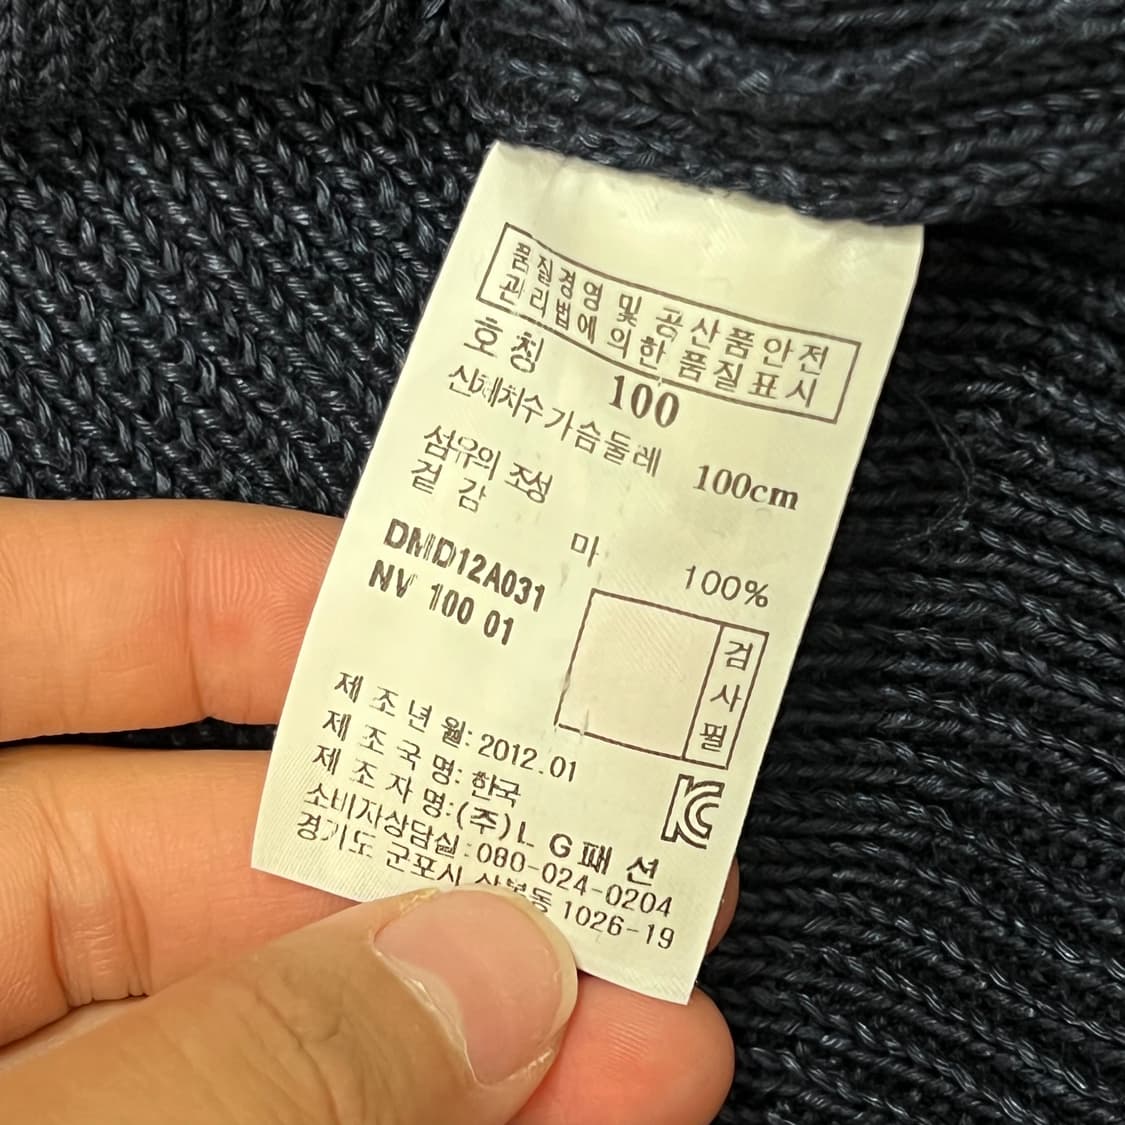 품질경영 및 공산품안전
관리법에 의한 품질표시
호칭 100
신체치수 가슴둘레 100cm
섬유의 조성
겉감
마 100%
DMD12A031
NV 100 01
검사필
제조년월: 2012.01
제조국명: 한국
제조자명:(주)LG패션
소비자상담실:080-024-0204
경기도 군포시 산본동 1026-19